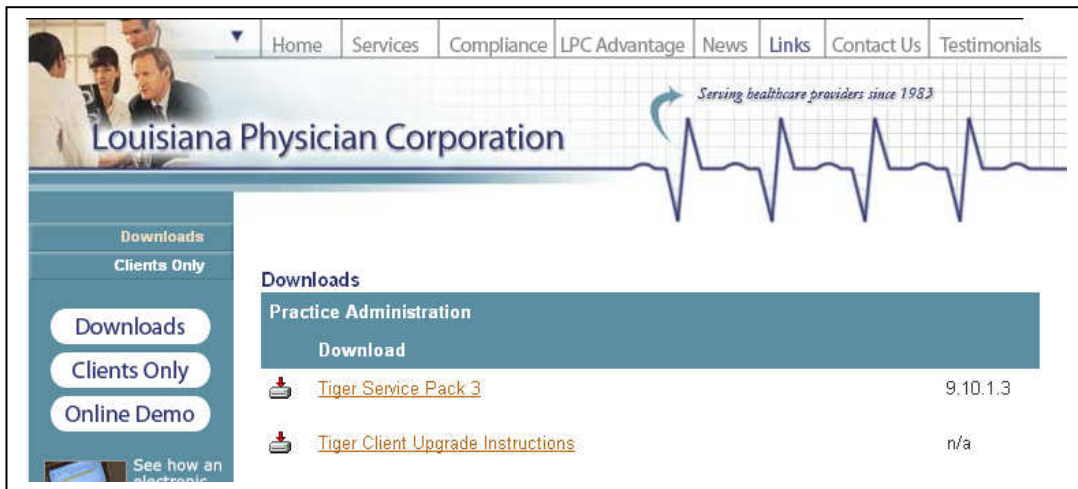 Home Services Compliance LPC Advantage News Links Contact Us Testimonials
Serving healthcare providers since 1983
Louisiana Physician Corporation
Downloads
Clients Only
Downloads
Practice Administration
Download
Downloads
Clients Only
Online Demo
Tiger Service Pack 3 9.10.1.3
Tiger Client Upgrade Instructions n/a
See how an
electronic